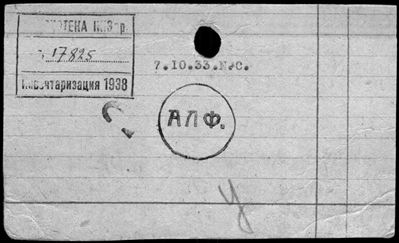 17825
Инвентаризация 1938
7.10.33.N.C.
АЛФ.
У